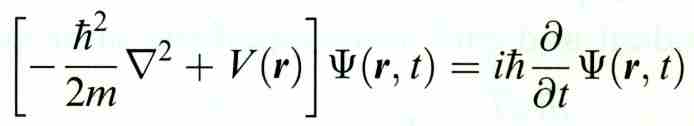 [-ℏ²/2m ∇² + V(r)] Ψ(r, t) = iℏ ∂/∂t Ψ(r, t)